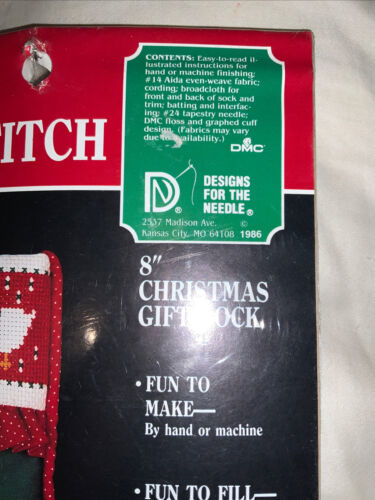 CONTENTS: Easy-to-read il-
lustrated instructions for
hand or machine finishing;
#14 Aida even-weave fabric;
cording; broadcloth for
front and back of sock and
trim; batting and interfac-
ing; #24 tapestry needle;
DMC floss and graphed cuff
design. (Fabrics may vary
due to availability.)
DMC®
ITCH
DN®
DESIGNS
FOR THE
NEEDLE®
2537 Madison Ave. ©
Kansas City, MO 64108 1986
8"
CHRISTMAS
GIFT SOCK
• FUN TO
MAKE—
By hand or machine
• FUN TO FILL—